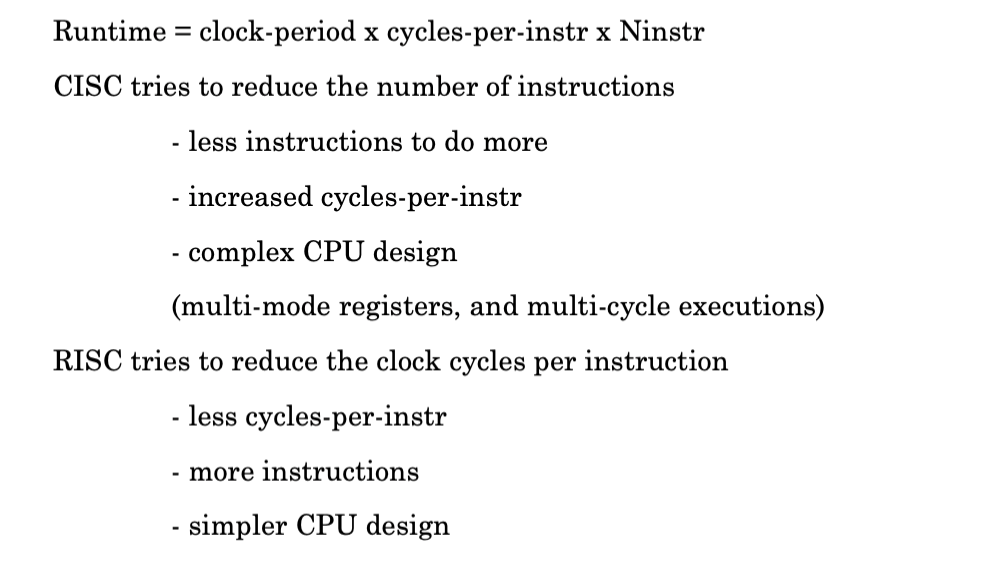 Runtime = clock-period x cycles-per-instr x Ninstr
CISC tries to reduce the number of instructions
- less instructions to do more
- increased cycles-per-instr
- complex CPU design
(multi-mode registers, and multi-cycle executions)
RISC tries to reduce the clock cycles per instruction
- less cycles-per-instr
- more instructions
- simpler CPU design